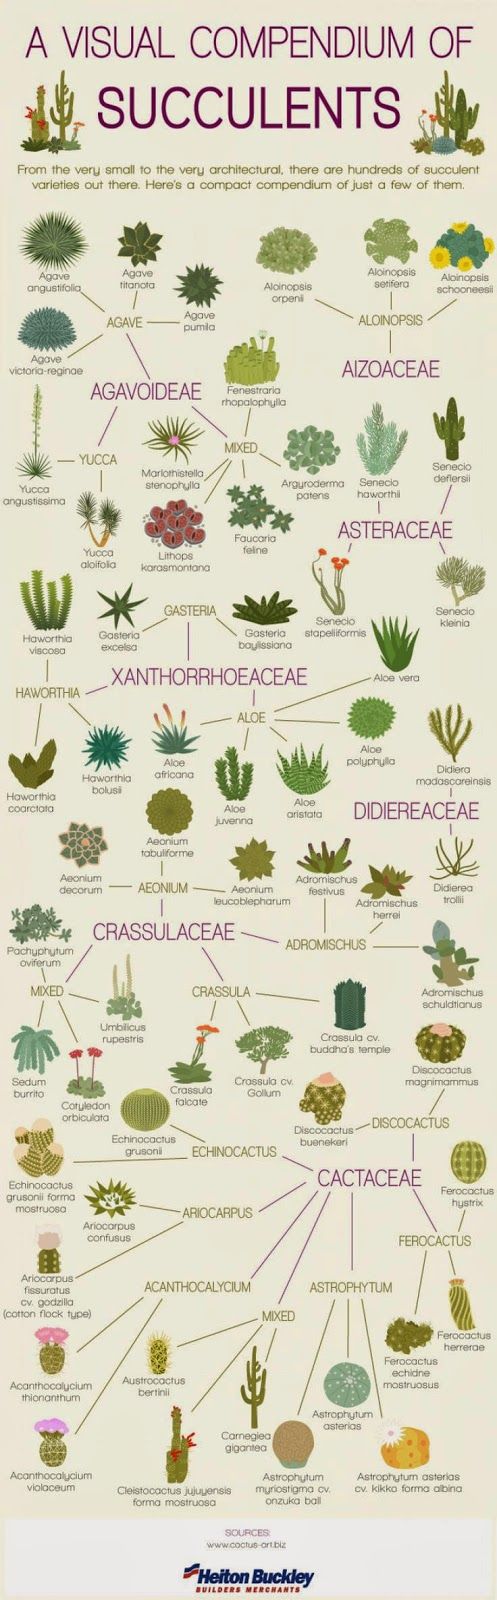 A VISUAL COMPENDIUM OF
SUCCULENTS
From the very small to the very architectural, there are hundreds of succulent
varieties out there. Here's a compact compendium of just a few of them.
Agave
angustifolia
Agave
titanota
Agave
pumila
AGAVE
Agave
victoria-reginae
Aloinopsis
orpenii
Aloinopsis
setifera
Aloinopsis
schooneesii
ALOINOPSIS
AIZOACEAE
AGAVOIDEAE
Fenestraria
rhopalophylla
YUCCA
Yucca
angustissima
Yucca
aloifolia
Marlothistella
stenophylla
MIXED
Argyroderma
patens
Lithops
karasmontana
Faucaria
feline
Senecio
haworthii
Senecio
deflersii
ASTERACEAE
Senecio
stapeliiformis
Senecio
kleinia
Haworthia
viscosa
Gasteria
excelsa
GASTERIA
Gasteria
baylissiana
XANTHORRHOEACEAE
Aloe vera
HAWORTHIA
Haworthia
coarctata
Haworthia
bolusii
ALOE
Aloe
africana
Aloe
juvenna
Aloe
aristata
Aloe
polyphylla
Didiera
madascareinsis
DIDIEREACEAE
Didierea
trollii
Aeonium
tabuliforme
Aeonium
decorum
AEONIUM
Aeonium
leucoblepharum
Adromischus
festivus
Adromischus
herrei
CRASSULACEAE
ADROMISCHUS
Adromischus
schuldtianus
Pachyphytum
oviferum
MIXED
Umbilicus
rupestris
Sedum
burrito
Cotyledon
orbiculata
CRASSULA
Crassula
falcate
Crassula cv.
Gollum
Crassula cv.
buddha's temple
Discocactus
magnimammus
Discocactus
buenekeri
DISCOCACTUS
Echinocactus
grusonii
ECHINOCACTUS
Echinocactus
grusonii forma
mostruosa
CACTACEAE
Ferocactus
hystrix
Ariocarpus
confusus
ARIOCARPUS
Ariocarpus
fissuratus
cv. godzilla
(cotton flock type)
FEROCACTUS
Ferocactus
herrerae
Ferocactus
echidne
mostruosus
ACANTHOCALYCIUM
Acanthocalycium
thionanthum
Acanthocalycium
violaceum
MIXED
Austrocactus
bertinii
Cleistocactus jujuyensis
forma mostruosa
Carnegiea
gigantea
ASTROPHYTUM
Astrophytum
asterias
Astrophytum
myriostigma cv.
onzuka ball
Astrophytum asterias
cv. kikko forma albina
SOURCES:
www.cactus-art.biz
Heiton Buckley
BUILDERS MERCHANTS